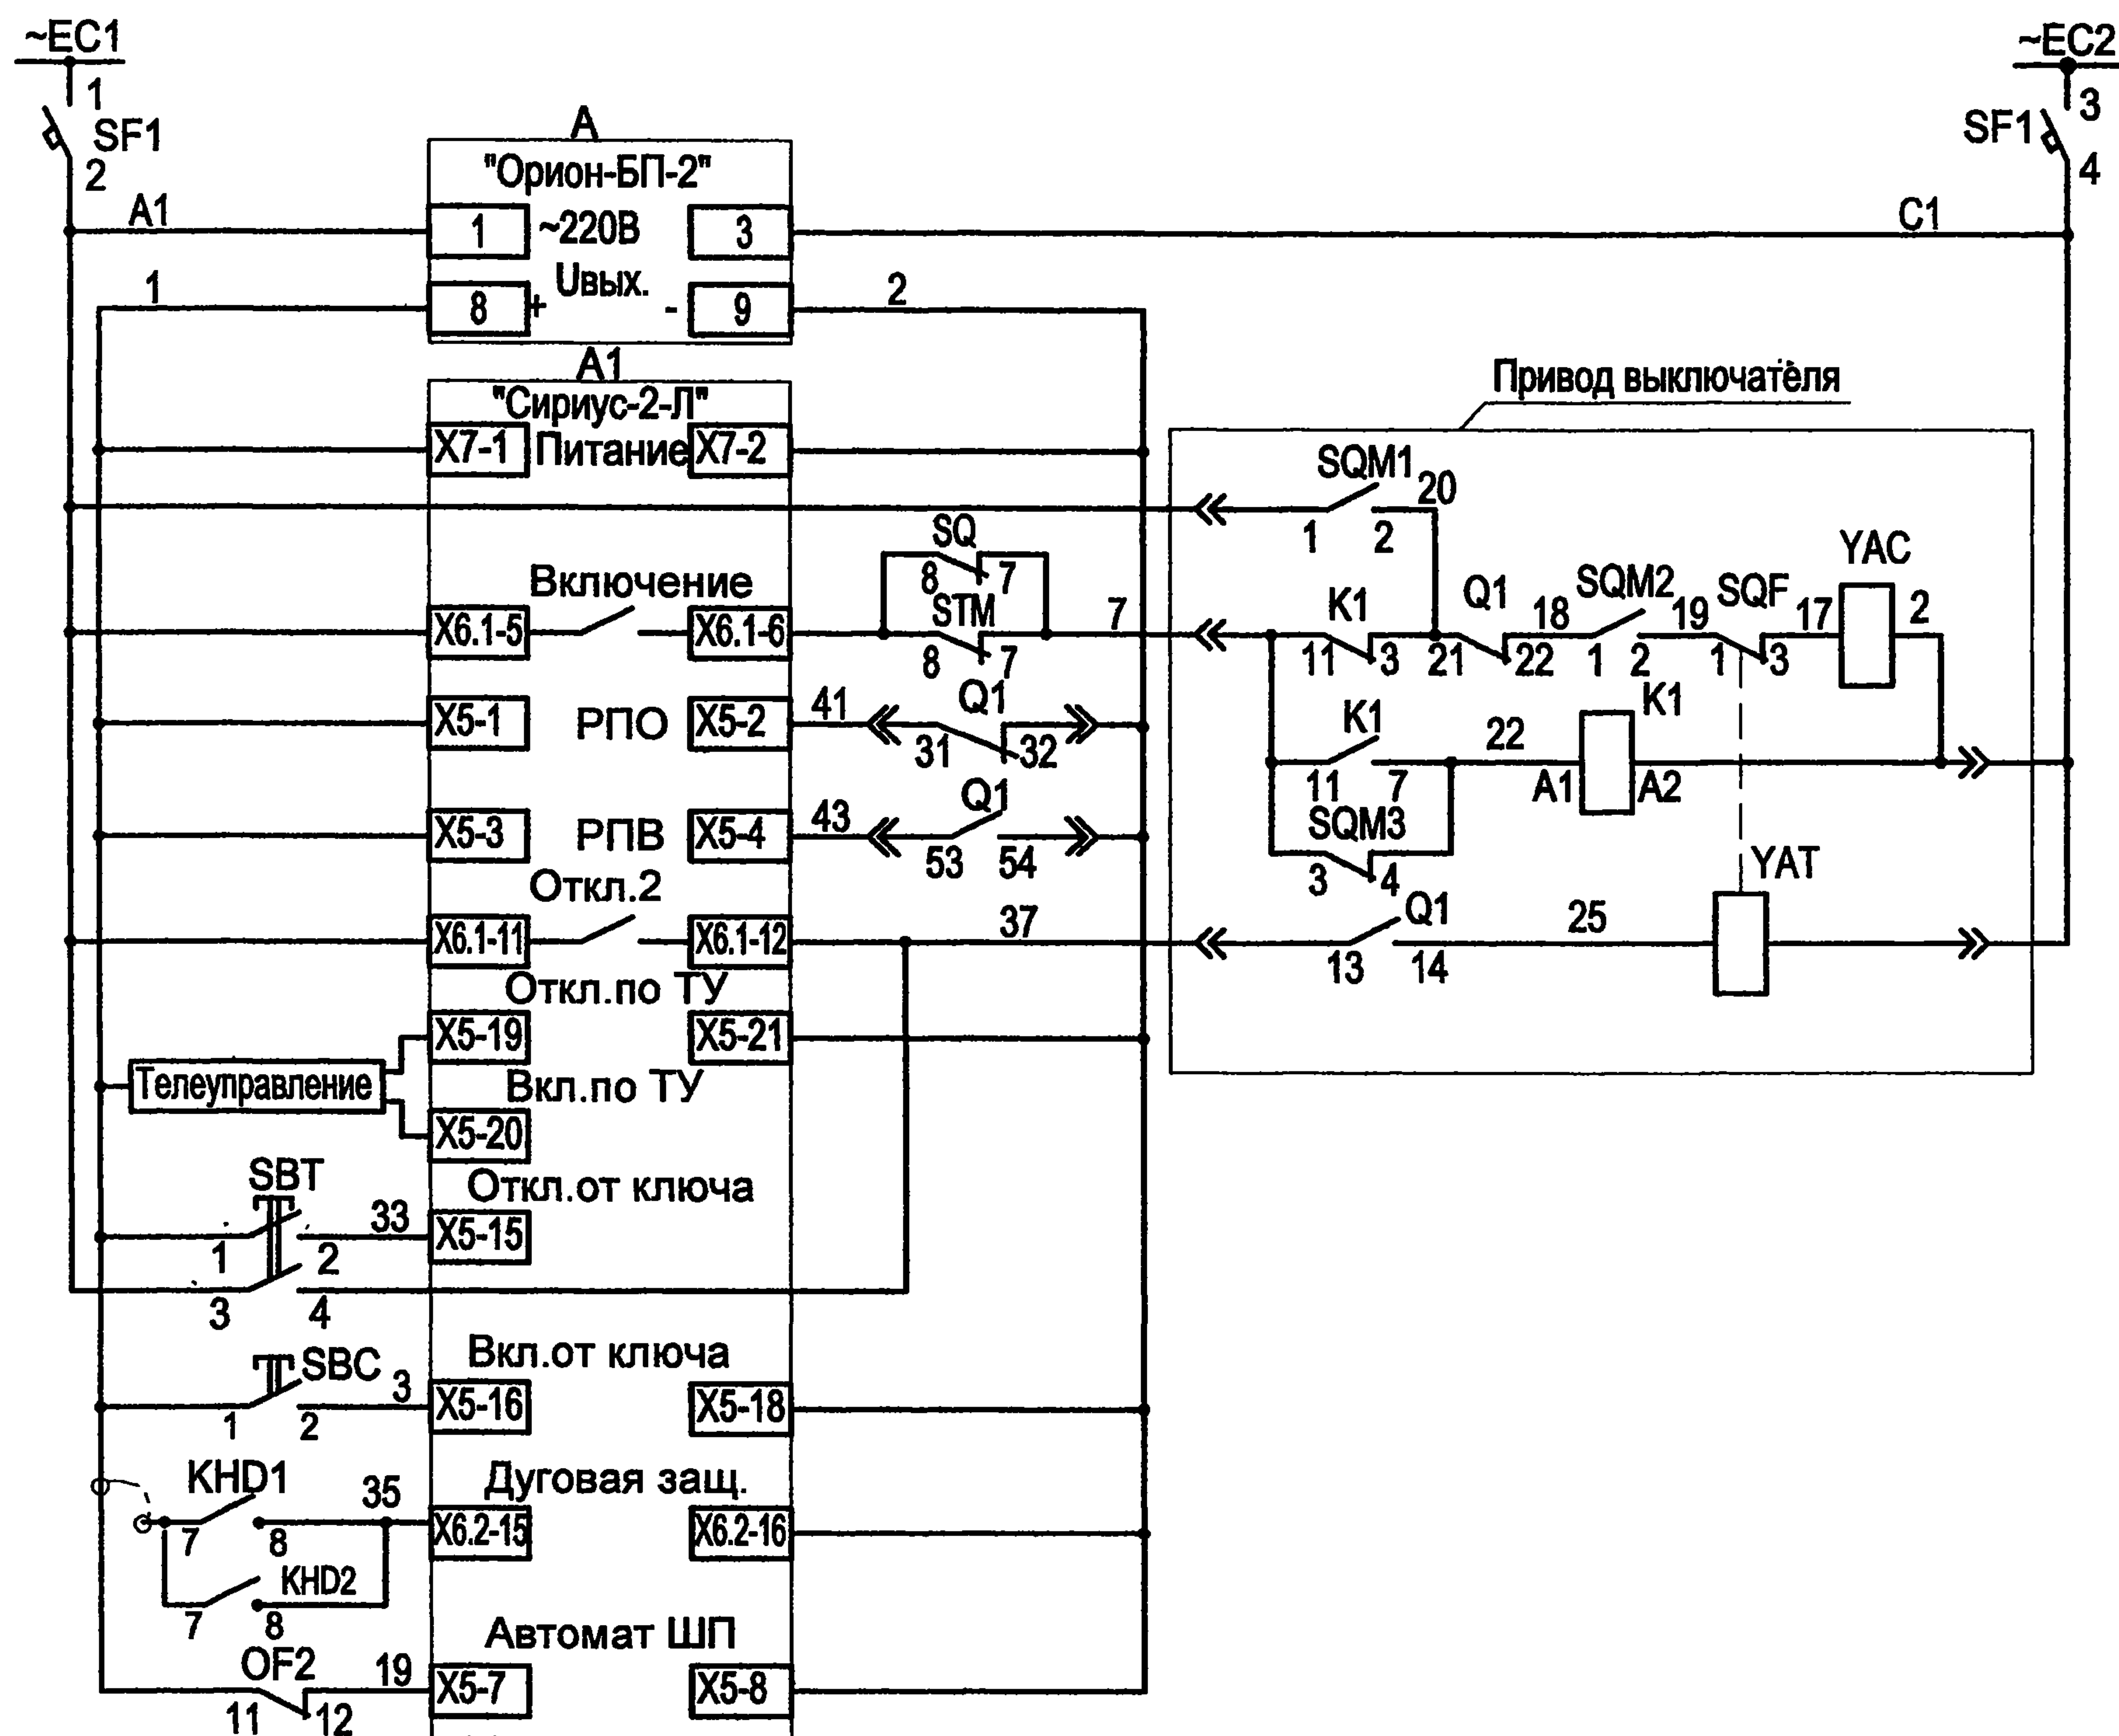 ~EC1
~EC2
1
SF1
2
3
SF1
4
A
"Орион-БП-2"
A1
1
~220В
3
C1
1
8
+
Uвых.
-
9
2
A1
"Сириус-2-Л"
X7-1
Питание
X7-2
Привод выключателя
SQM1
20
1
2
SQ
8
7
YAC
Включение
X6.1-5
X6.1-6
STM
8
7
7
K1
11
3
Q1
21
22
18
SQM2
1
2
19
SQF
1
3
17
2
X5-1
РПО
X5-2
41
Q1
31
32
K1
11
7
22
K1
A1
A2
X5-3
РПВ
X5-4
43
Q1
53
54
SQM3
3
4
YAT
Откл.2
X6.1-11
X6.1-12
37
Q1
13
14
25
Откл.по ТУ
X5-19
X5-21
Телеуправление
Вкл.по ТУ
X5-20
SBT
Откл.от ключа
1
2
33
X5-15
3
4
Вкл.от ключа
SBC
1
2
3
X5-16
X5-18
KHD1
Дуговая защ.
7
8
35
X6.2-15
X6.2-16
KHD2
7
8
Автомат ШП
OF2
11
12
19
X5-7
X5-8